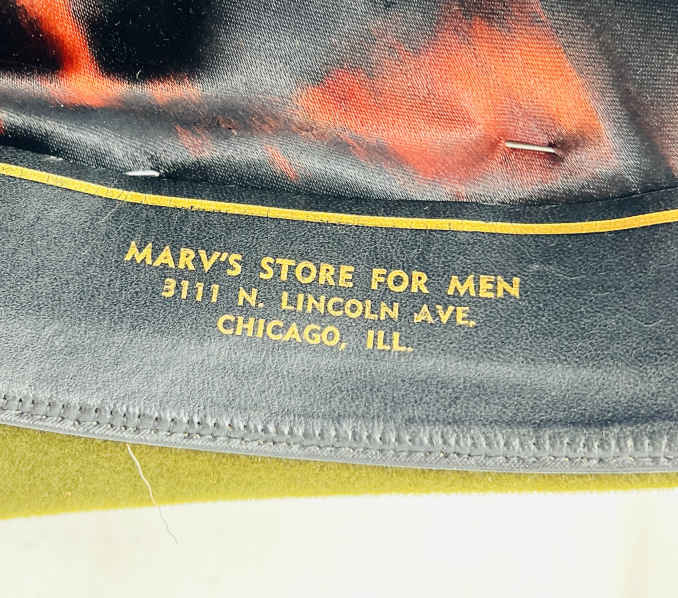 MARV'S STORE FOR MEN
3111 N. LINCOLN AVE.
CHICAGO, ILL.